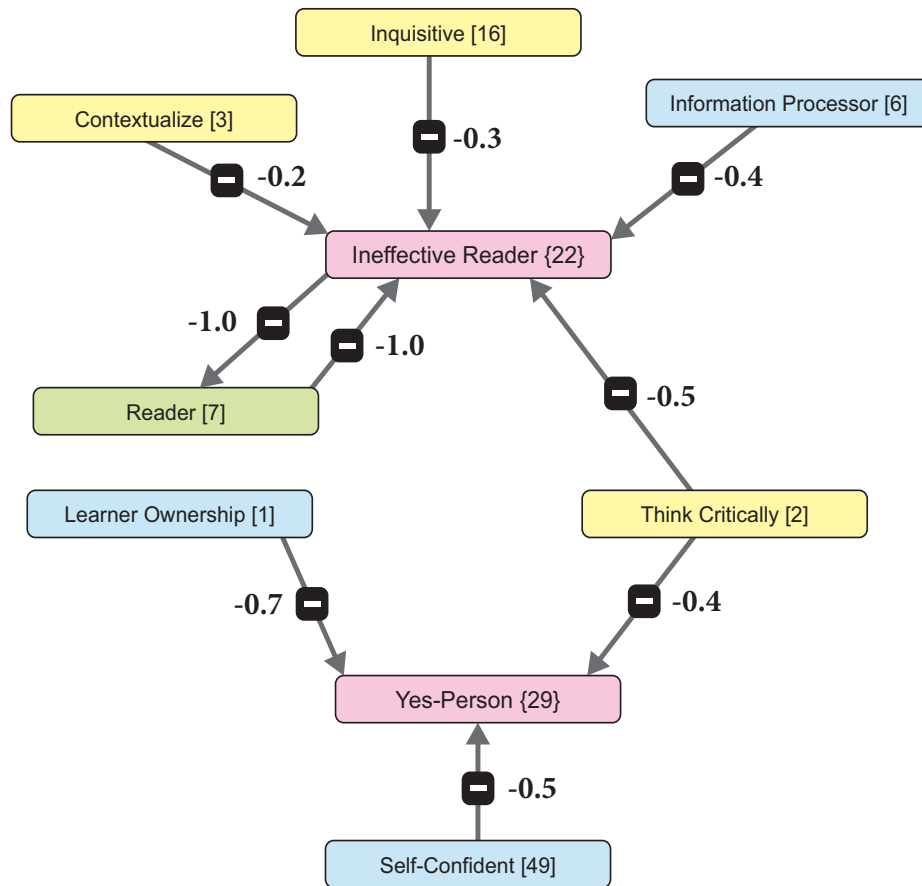 Inquisitive [16]
Contextualize [3]
Information Processor [6]
-0.3
-0.2
-0.4
Ineffective Reader {22}
-1.0
-1.0
Reader [7]
-0.5
Learner Ownership [1]
Think Critically [2]
-0.7
-0.4
Yes-Person {29}
-0.5
Self-Confident [49]